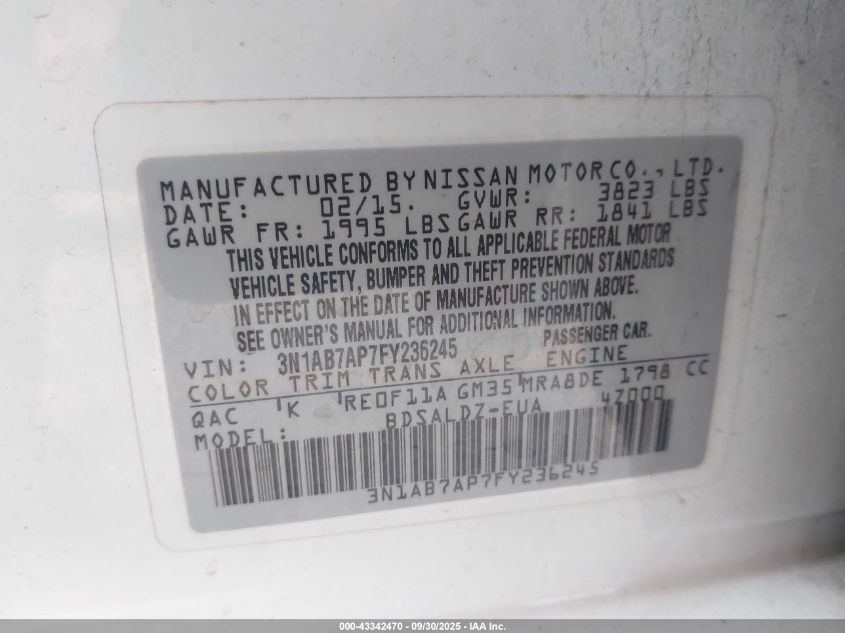 MANUFACTURED BY NISSAN MOTOR CO., LTD.
DATE: 02/15. GVWR: 3823 LBS
GAWR FR: 1995 LBS GAWR RR: 1841 LBS
THIS VEHICLE CONFORMS TO ALL APPLICABLE FEDERAL MOTOR
VEHICLE SAFETY, BUMPER AND THEFT PREVENTION STANDARDS
IN EFFECT ON THE DATE OF MANUFACTURE SHOWN ABOVE.
SEE OWNER'S MANUAL FOR ADDITIONAL INFORMATION.
VIN: 3N1AB7AP7FY236245 PASSENGER CAR.
COLOR TRIM TRANS AXLE ENGINE
QAC K RE0F11A GM35 MRA8DE 1798 CC
MODEL: BDSALDZ-EUA 47000
3N1AB7AP7FY236245
000-43342470 - 09/30/2025 - IAA Inc.